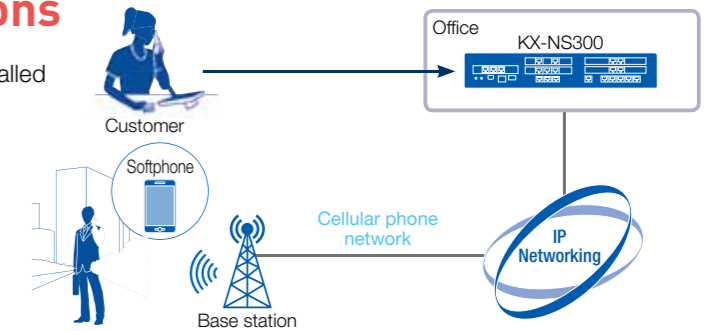 ons
alled
Customer
Office
KX-NS300
Softphone
Cellular phone
network
IP
Networking
Base station